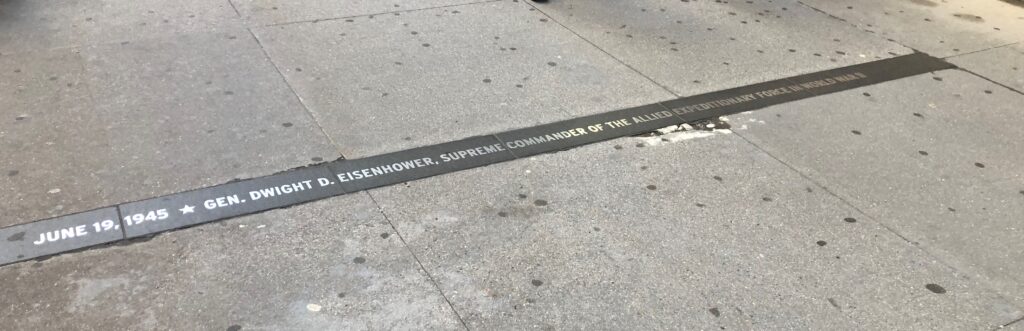 JUNE 19, 1945 ★ GEN. DWIGHT D. EISENHOWER, SUPREME COMMANDER OF THE ALLIED EXPEDITIONARY FORCE IN WORLD WAR II